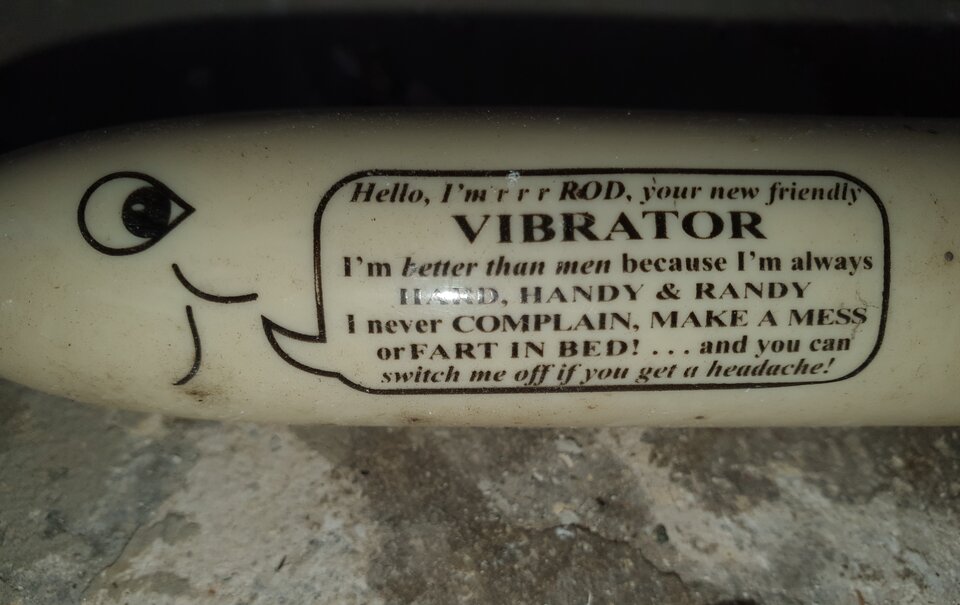 Hello, I'm r r r ROD, your new friendly
VIBRATOR
I'm better than men because I'm always
HARD, HANDY & RANDY
I never COMPLAIN, MAKE A MESS
or FART IN BED! ... and you can
switch me off if you get a headache!